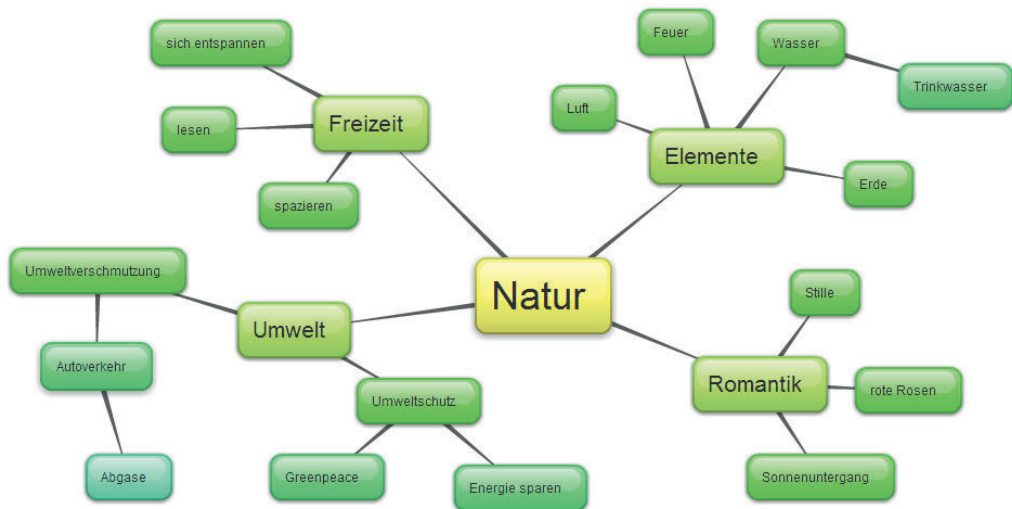 Natur
Freizeit
sich entspannen
lesen
spazieren
Elemente
Luft
Feuer
Wasser
Trinkwasser
Erde
Umwelt
Umweltverschmutzung
Autoverkehr
Abgase
Umweltschutz
Greenpeace
Energie sparen
Romantik
Stille
rote Rosen
Sonnenuntergang